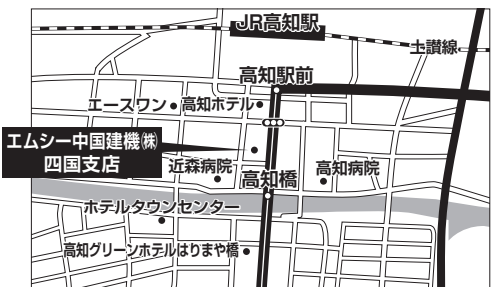 JR高知駅
土讃線
高知駅前
エースワン
高知ホテル
エムシー中国建機㈱
四国支店
近森病院
高知病院
高知橋
ホテルタウンセンター
高知グリーンホテルはりまや橋